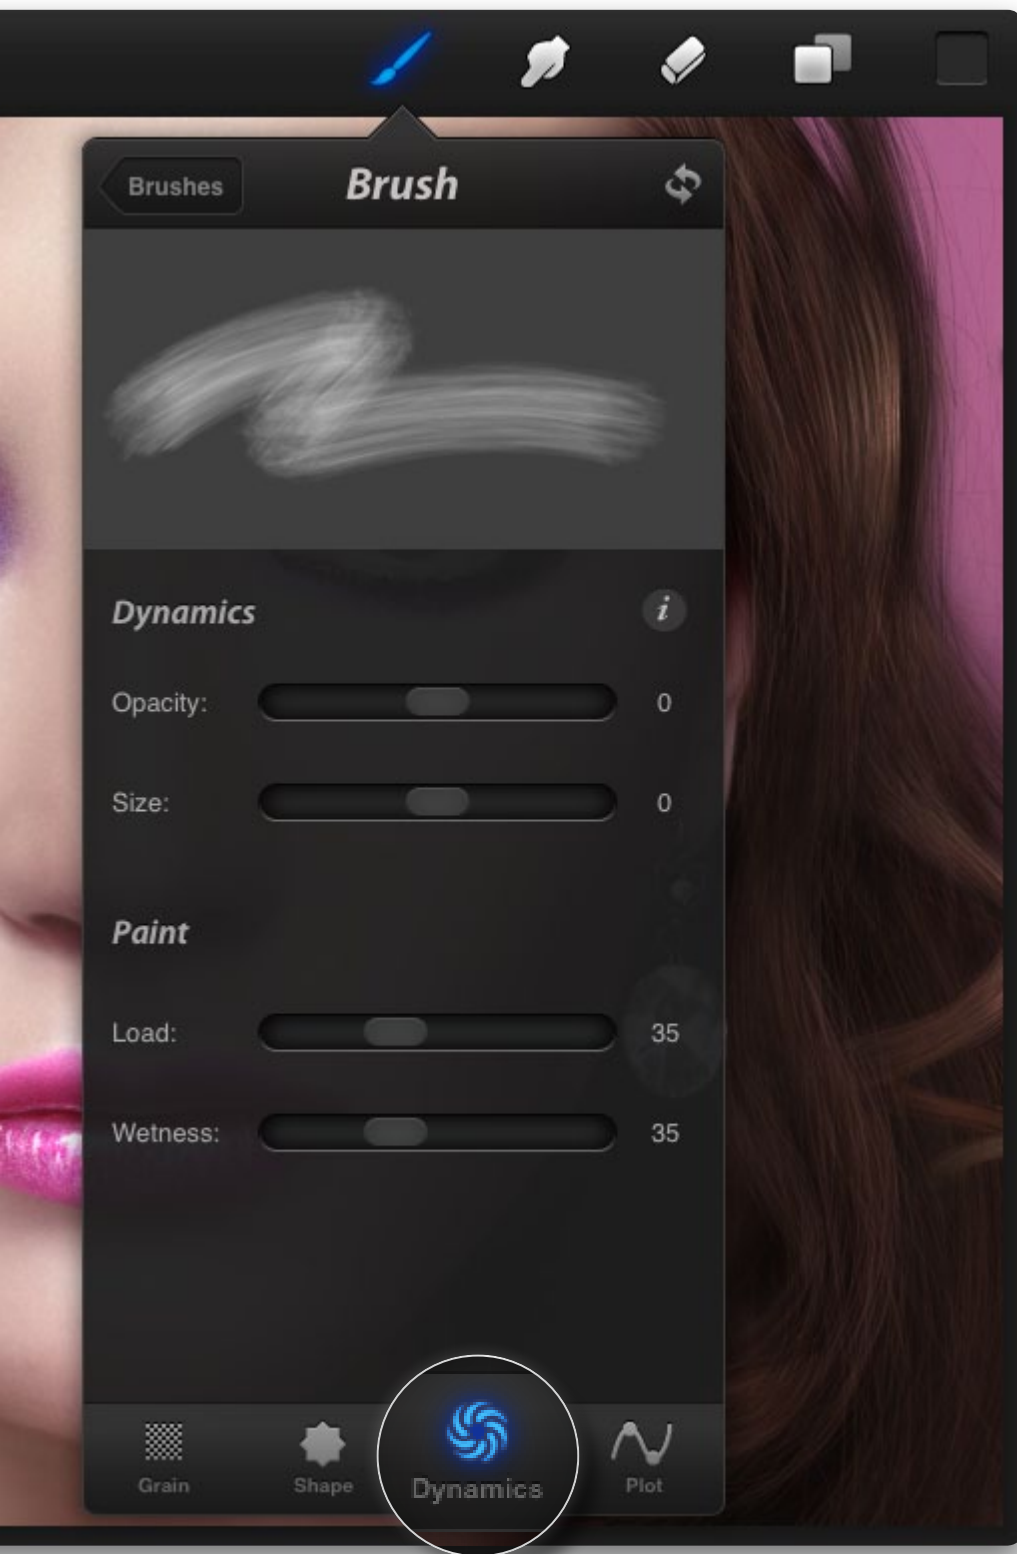 Brushes Brush
Dynamics i
Opacity: 0
Size: 0
Paint
Load: 35
Wetness: 35
Grain Shape Dynamics Plot